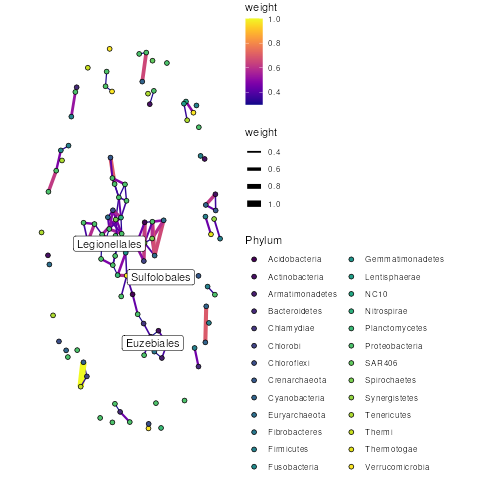 weight
1.0
0.8
0.6
0.4
weight
0.4
0.6
0.8
1.0
Legionellales
Sulfolobales
Euzebiales
Phylum
Acidobacteria
Actinobacteria
Armatimonadetes
Bacteroidetes
Chlamydiae
Chlorobi
Chloroflexi
Crenarchaeota
Cyanobacteria
Euryarchaeota
Fibrobacteres
Firmicutes
Fusobacteria
Gemmatimonadetes
Lentisphaerae
NC10
Nitrospirae
Planctomycetes
Proteobacteria
SAR406
Spirochaetes
Synergistetes
Tenericutes
Thermi
Thermotogae
Verrucomicrobia